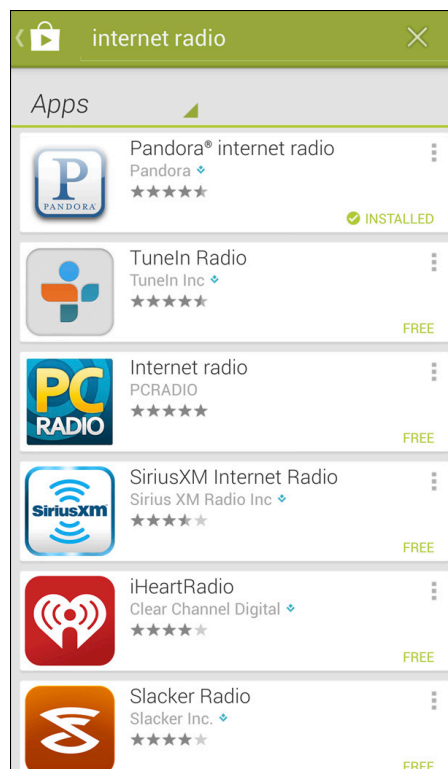 internet radio
Apps
P
PANDORA
Pandora® internet radio
Pandora
INSTALLED
TuneIn Radio
TuneIn Inc
FREE
PC
RADIO
Internet radio
PCRADIO
FREE
SiriusXM
SiriusXM Internet Radio
Sirius XM Radio Inc
FREE
iHeartRadio
Clear Channel Digital
FREE
Slacker Radio
Slacker Inc.
FREE